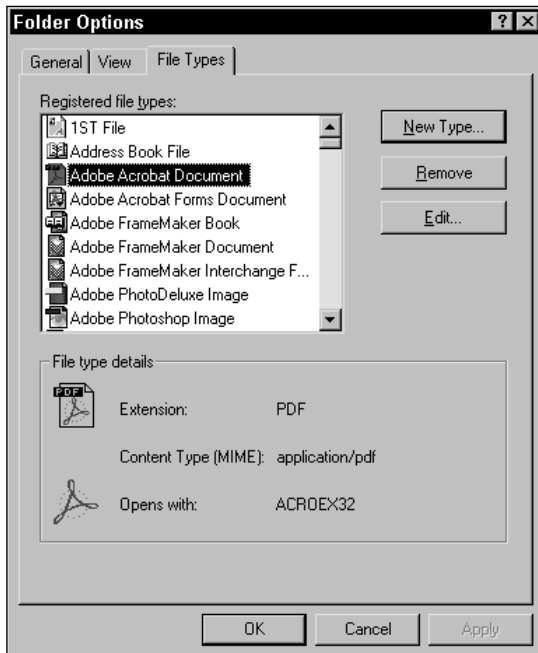 Folder Options
General View File Types
Registered file types:
1ST File
Address Book File
Adobe Acrobat Document
Adobe Acrobat Forms Document
Adobe FrameMaker Book
Adobe FrameMaker Document
Adobe FrameMaker Interchange F...
Adobe PhotoDeluxe Image
Adobe Photoshop Image
New Type...
Remove
Edit...
File type details
PDF
Extension: PDF
Content Type (MIME): application/pdf
Opens with: ACROEX32
OK Cancel Apply